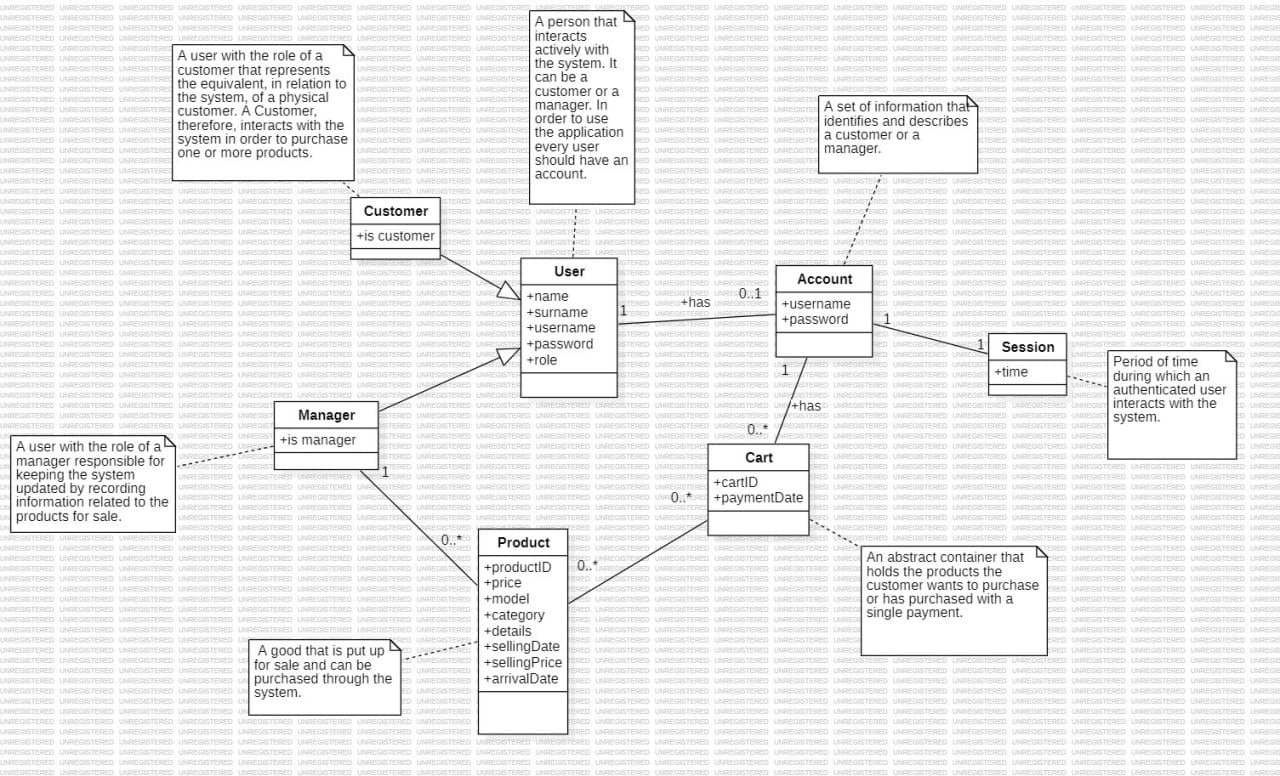 A user with the role of a
customer that represents
the equivalent, in relation to
the system, of a physical
customer. A Customer,
therefore, interacts with the
system in order to purchase
one or more products.
A person that
interacts
actively with
the system. It
can be a
customer or a
manager. In
order to use
the application
every user
should have an
account.
A set of information that
identifies and describes
a customer or a
manager.
Customer
+is customer
User
+name
+surname
+username
+password
+role
1
+has
0..1
Account
+username
+password
1
1
Session
+time
Period of time
during which an
authenticated user
interacts with the
system.
1
+has
0..*
Manager
+is manager
A user with the role of a
manager responsible for
keeping the system
updated by recording
information related to the
products for sale.
1
0..*
Cart
+cartID
+paymentDate
0..*
0..*
Product
+productID
+price
+model
+category
+details
+sellingDate
+sellingPrice
+arrivalDate
An abstract container that
holds the products the
customer wants to purchase
or has purchased with a
single payment.
A good that is put up
for sale and can be
purchased through the
system.
UNREGISTERED